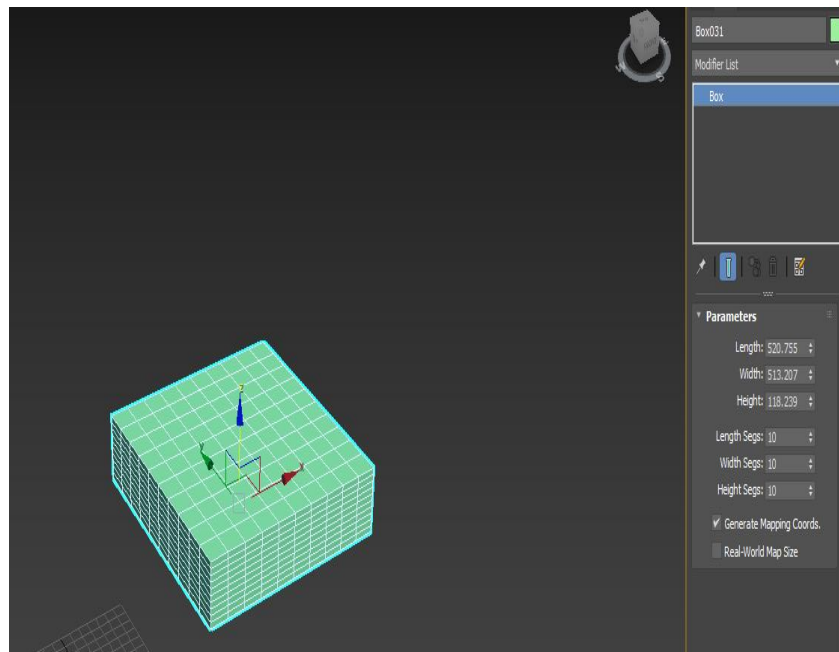 Box031
Modifier List
Box
Parameters
Length: 520.755
Width: 513.207
Height: 118.239
Length Segs: 10
Width Segs: 10
Height Segs: 10
Generate Mapping Coords.
Real-World Map Size